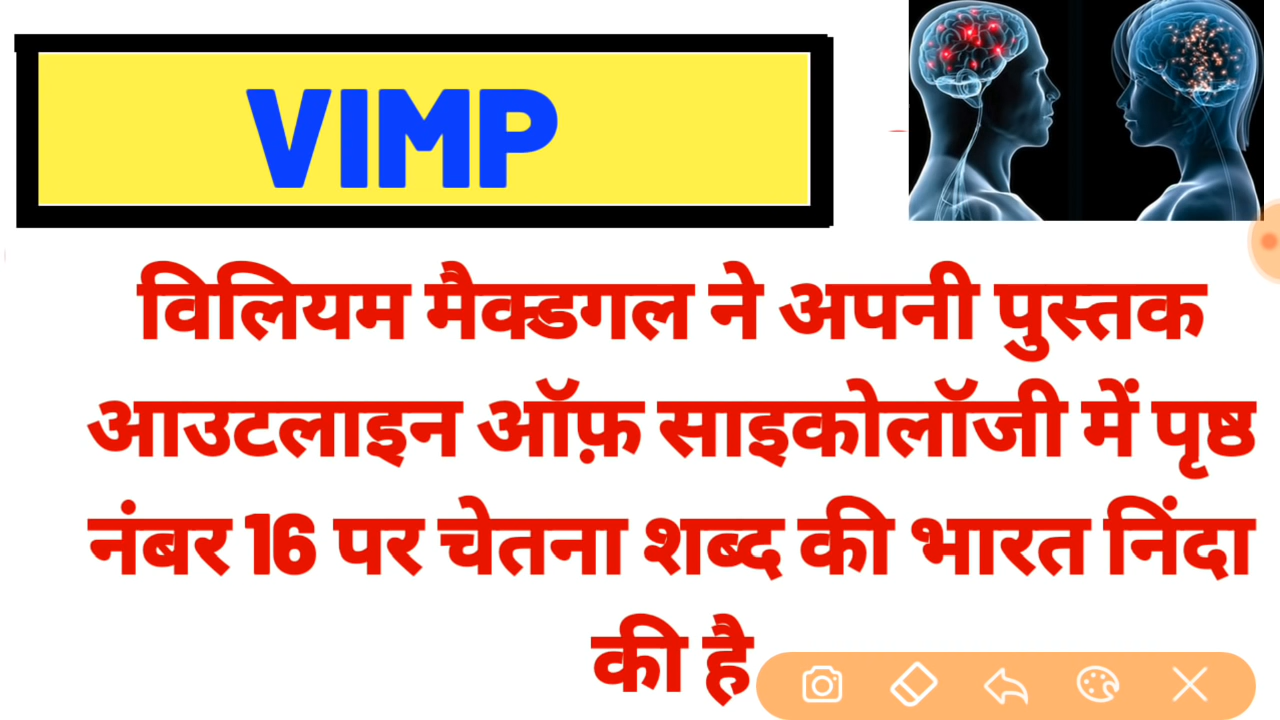 VIMP
विलियम मैक्डगल ने अपनी पुस्तक
आउटलाइन ऑफ़ साइकोलॉजी में पृष्ठ
नंबर 16 पर चेतना शब्द की भारत निंदा
की है